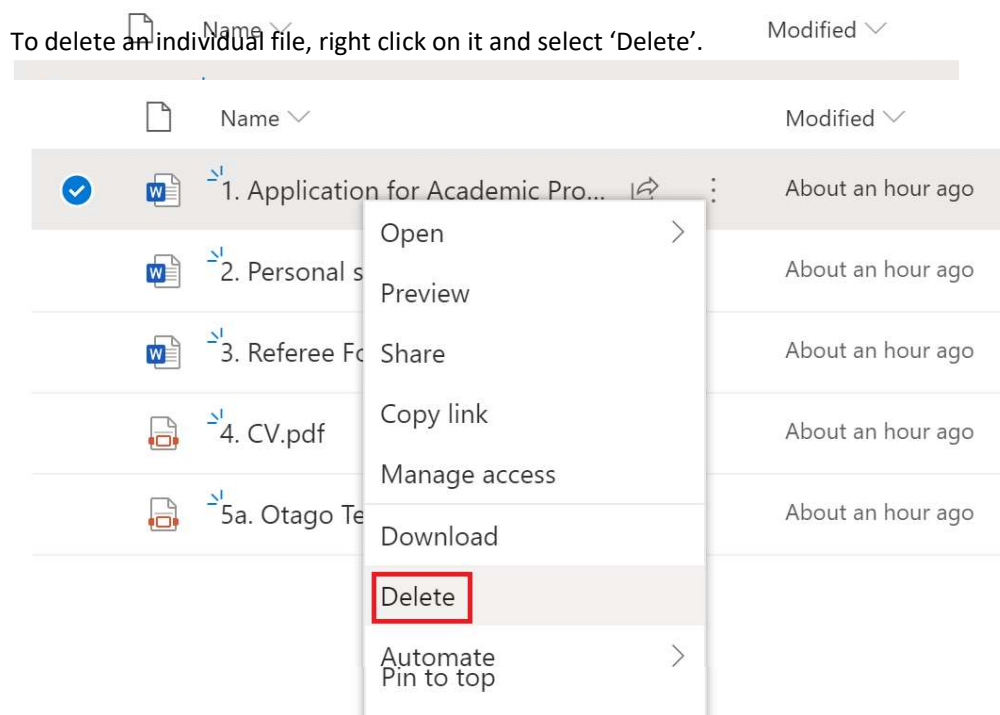 Name Modified
To delete an individual file, right click on it and select ‘Delete’.
Name Modified
1. Application for Academic Pro... About an hour ago
Open
2. Personal s About an hour ago
Preview
3. Referee Fo About an hour ago
Share
Copy link
4. CV.pdf About an hour ago
Manage access
5a. Otago Te About an hour ago
Download
Delete
Automate
Pin to top